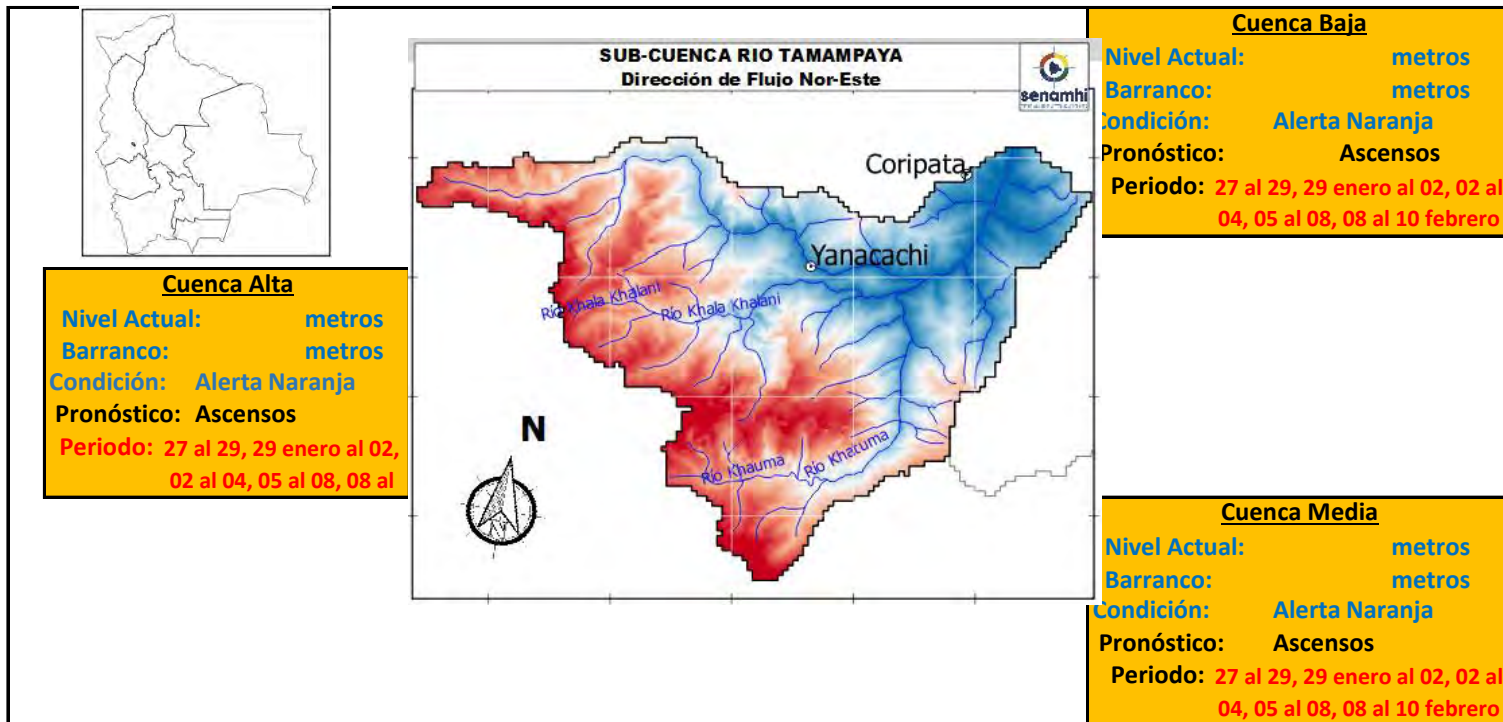 SUB-CUENCA RIO TAMAMPAYA
Dirección de Flujo Nor-Este
senamhi
Coripata
Yanacachi
Río Khala Khalani
Río Khala Khalani
Río Khauma
Río Khatuma
N
Cuenca Alta
Nivel Actual: metros
Barranco: metros
Condición: Alerta Naranja
Pronóstico: Ascensos
Periodo: 27 al 29, 29 enero al 02,
02 al 04, 05 al 08, 08 al
Cuenca Baja
Nivel Actual: metros
Barranco: metros
Condición: Alerta Naranja
Pronóstico: Ascensos
Periodo: 27 al 29, 29 enero al 02, 02 al
04, 05 al 08, 08 al 10 febrero
Cuenca Media
Nivel Actual: metros
Barranco: metros
Condición: Alerta Naranja
Pronóstico: Ascensos
Periodo: 27 al 29, 29 enero al 02, 02 al
04, 05 al 08, 08 al 10 febrero